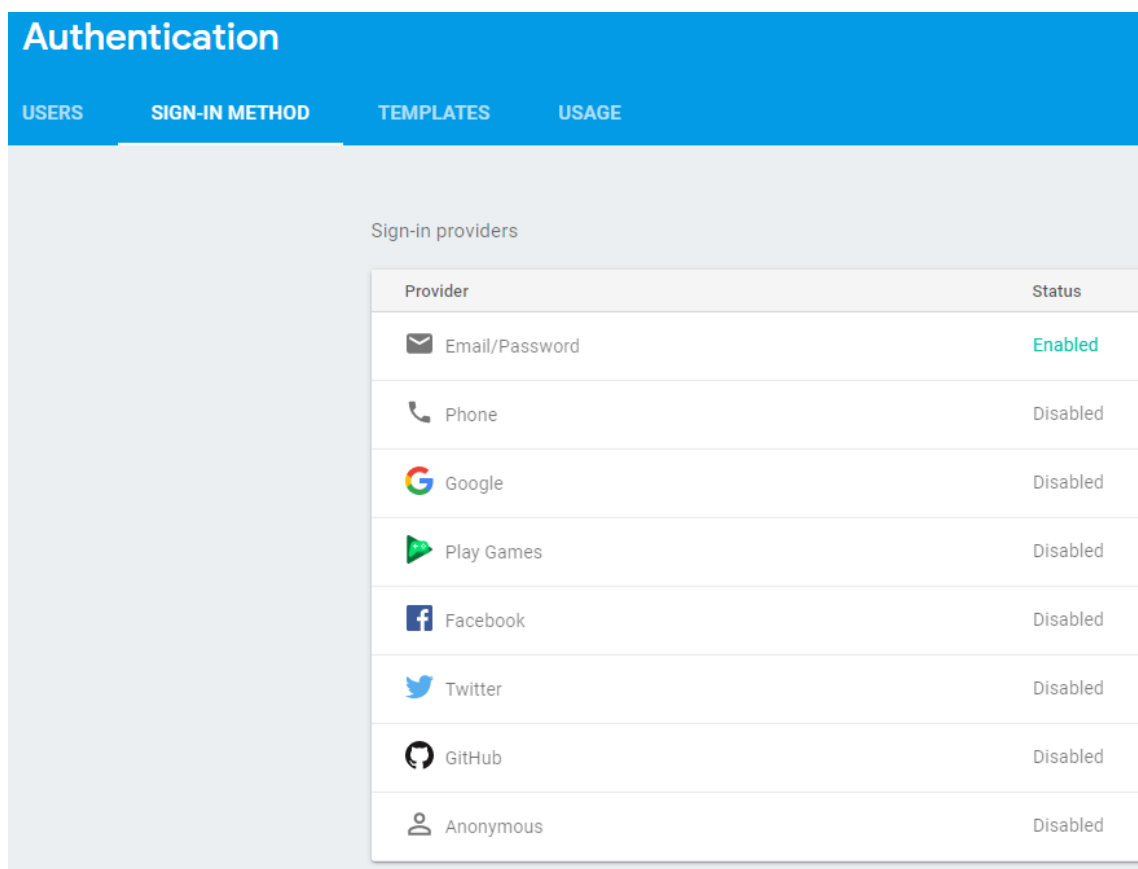 Authentication
USERS SIGN-IN METHOD TEMPLATES USAGE
Sign-in providers
Provider Status
Email/Password Enabled
Phone Disabled
Google Disabled
Play Games Disabled
Facebook Disabled
Twitter Disabled
GitHub Disabled
Anonymous Disabled